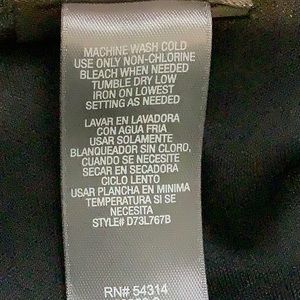 MACHINE WASH COLD
USE ONLY NON-CHLORINE
BLEACH WHEN NEEDED
TUMBLE DRY LOW
IRON ON LOWEST
SETTING AS NEEDED
LAVAR EN LAVADORA
CON AGUA FRIA
USAR SOLAMENTE
BLANQUEADOR SIN CLORO,
CUANDO SE NECESITE
SECAR EN SECADORA
CICLO LENTO
USAR PLANCHA EN MINIMA
TEMPERATURA SI SE
NECESITA
STYLE# D73L767B
RN# 54314